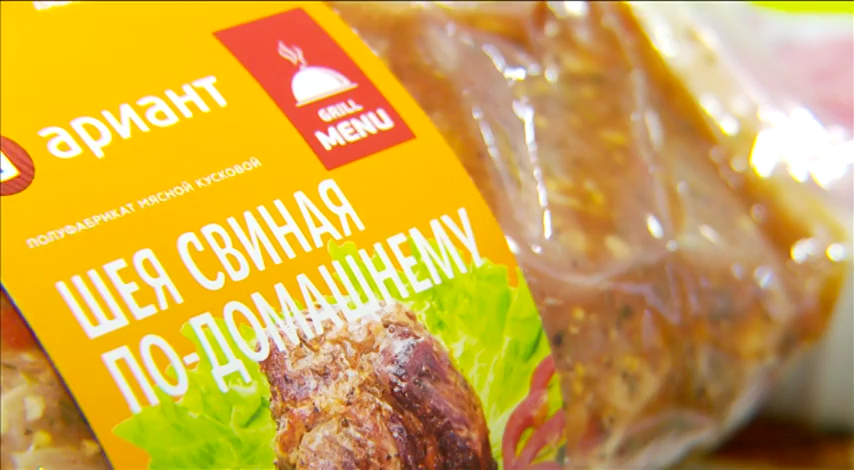 ариант
GRILL
MENU
ПОЛУФАБРИКАТ МЯСНОЙ КУСКОВОЙ
ШЕЯ СВИНАЯ
ПО-ДОМАШНЕМУ